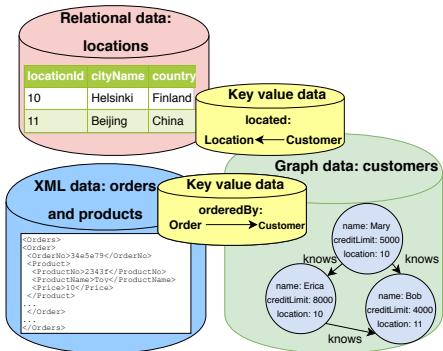 Relational data:
locations
locationId cityName country
10 Helsinki Finland
11 Beijing China
Key value data
located:
Location Customer
Graph data: customers
XML data: orders
and products
Key value data
orderedBy:
Order Customer
<Orders>
<Order>
<OrderNo>34e5e79</OrderNo>
<Product>
<ProductNo>2343f</ProductNo>
<ProductName>Toy</ProductName>
<Price>10</Price>
</Product>
...
</Order>
...
</Orders>
name: Mary
creditLimit: 5000
location: 10
knows
knows
name: Erica
creditLimit: 8000
location: 10
name: Bob
creditLimit: 4000
location: 11
knows